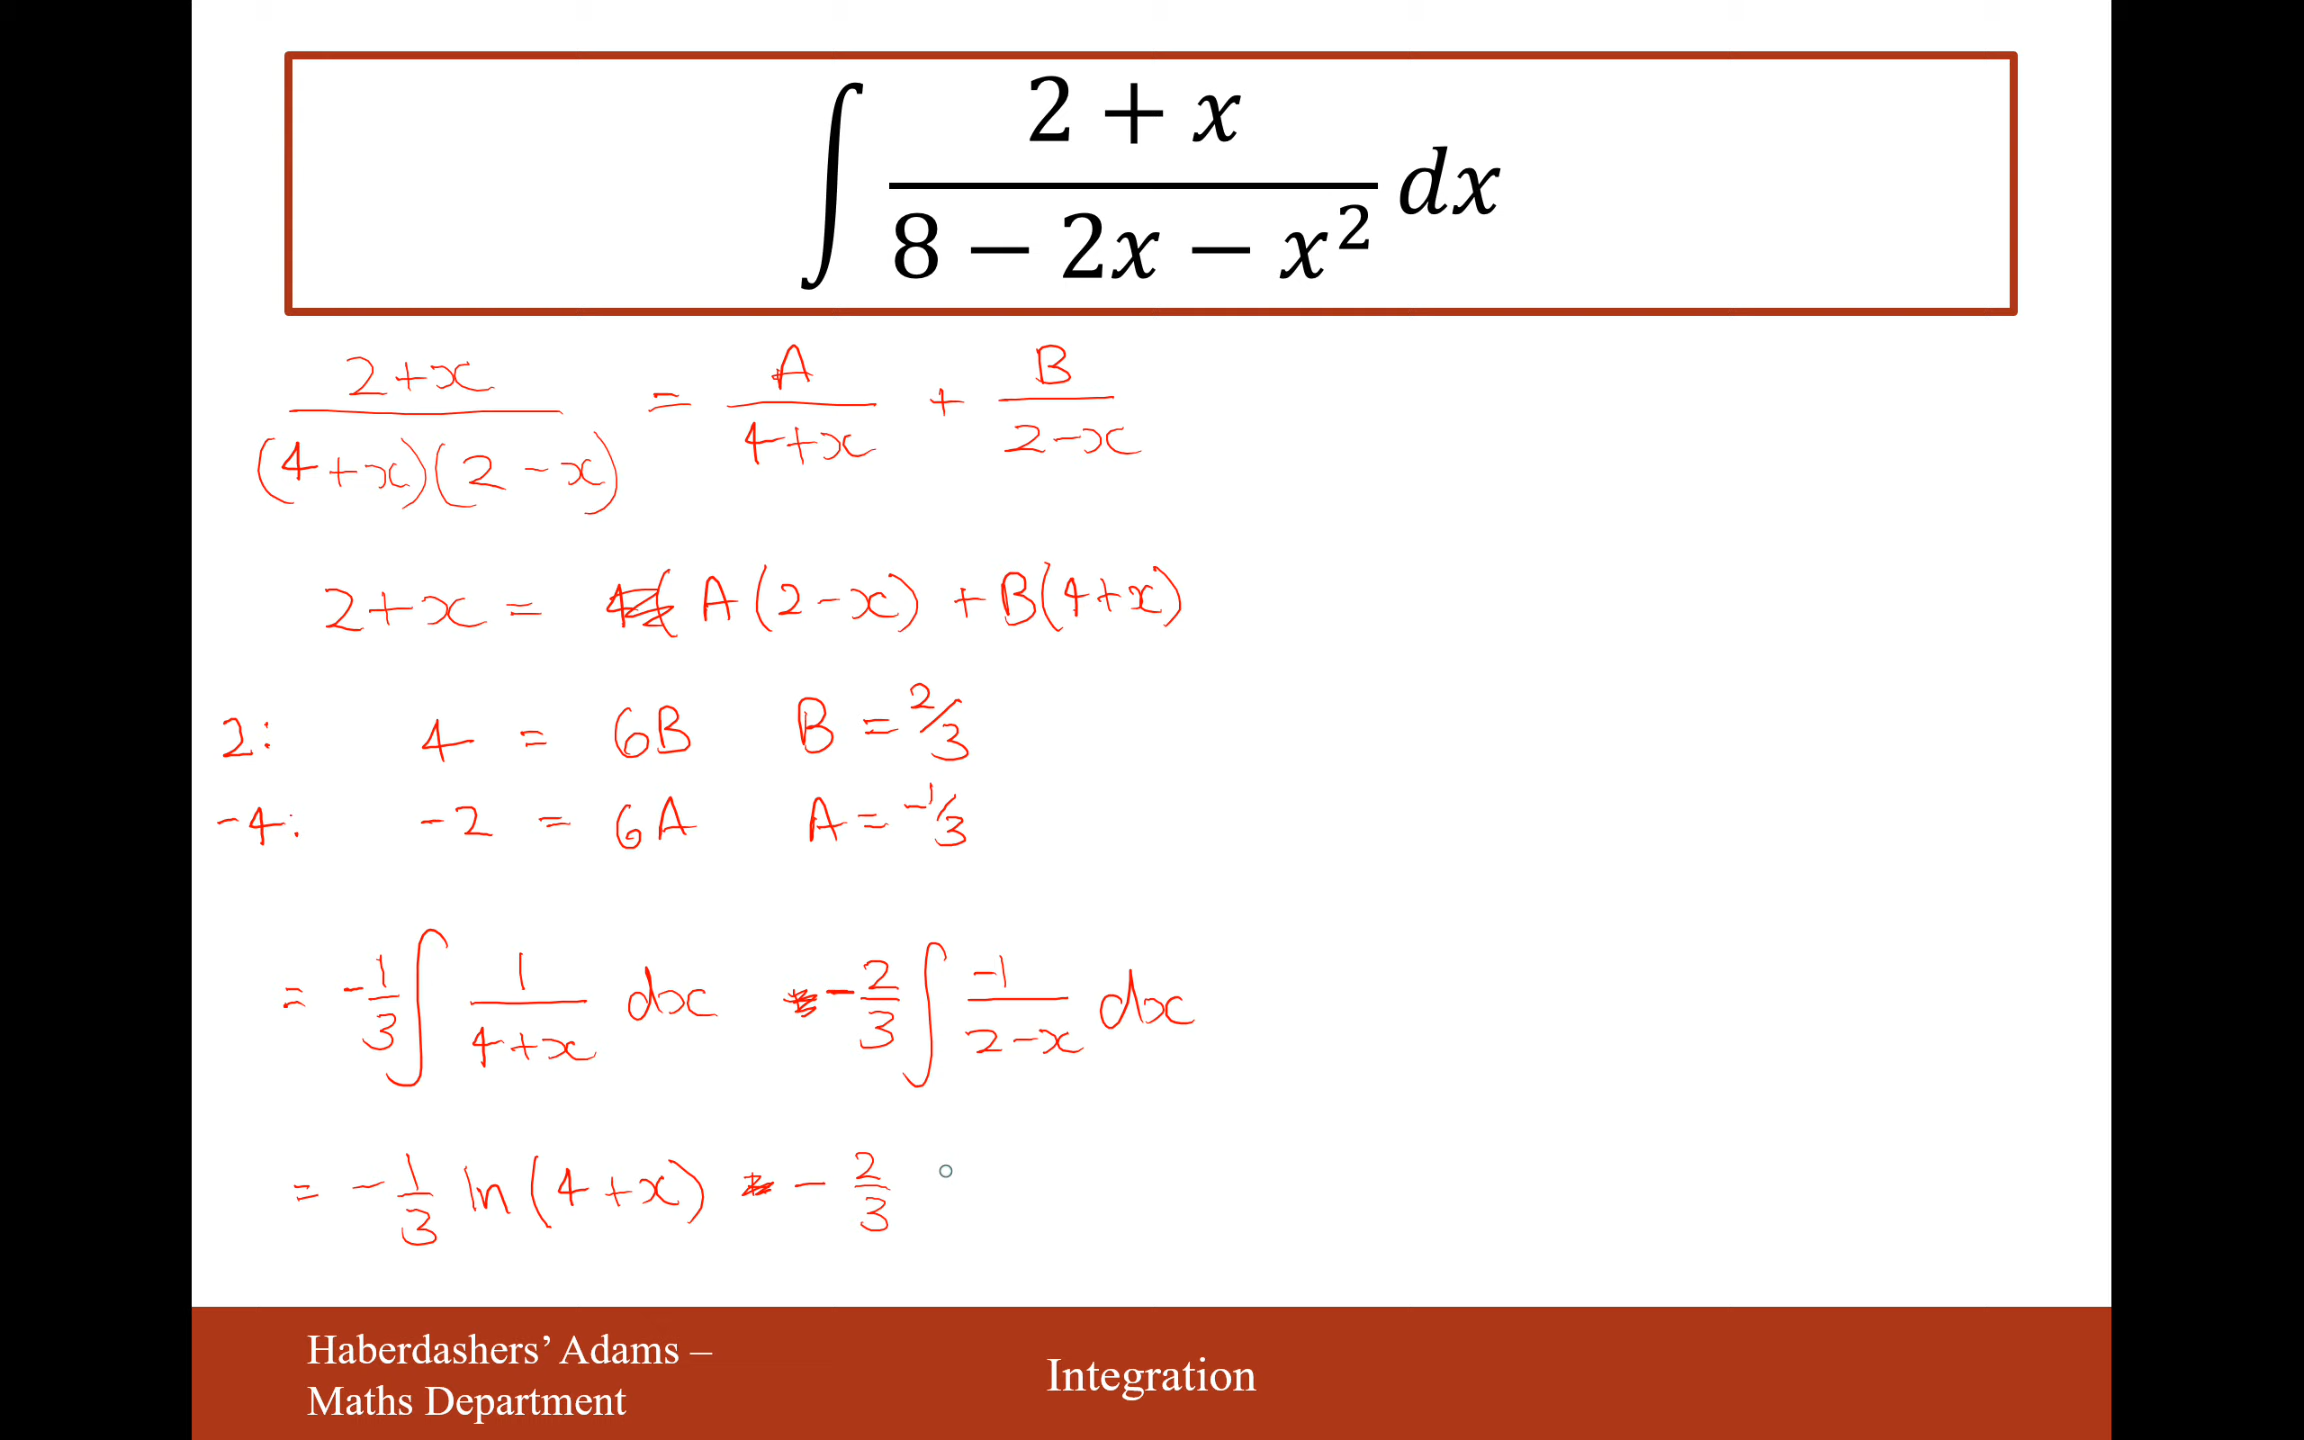 ∫ (2 + x)/(8 − 2x − x²) dx
(2+x)/((4+x)(2−x)) = A/(4+x) + B/(2−x)
2+x = A(2−x) + B(4+x)
2: 4 = 6B B = 2/3
-4: -2 = 6A A = -1/3
= -1/3 ∫ 1/(4+x) dx - 2/3 ∫ -1/(2−x) dx
= - 1/3 ln(4+x) - 2/3
Haberdashers’ Adams –
Maths Department
Integration